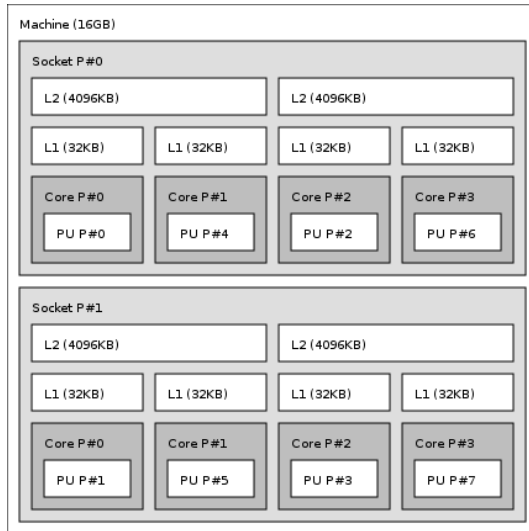 Machine (16GB)
Socket P#0
L2 (4096KB) L2 (4096KB)
L1 (32KB) L1 (32KB) L1 (32KB) L1 (32KB)
Core P#0 Core P#1 Core P#2 Core P#3
PU P#0 PU P#4 PU P#2 PU P#6
Socket P#1
L2 (4096KB) L2 (4096KB)
L1 (32KB) L1 (32KB) L1 (32KB) L1 (32KB)
Core P#0 Core P#1 Core P#2 Core P#3
PU P#1 PU P#5 PU P#3 PU P#7